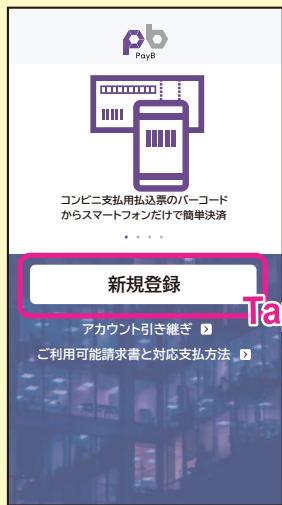 pb
PayB
コンビニ支払用払込票のバーコード
からスマートフォンだけで簡単決済
新規登録
Ta
アカウント引き継ぎ
ご利用可能請求書と対応支払方法